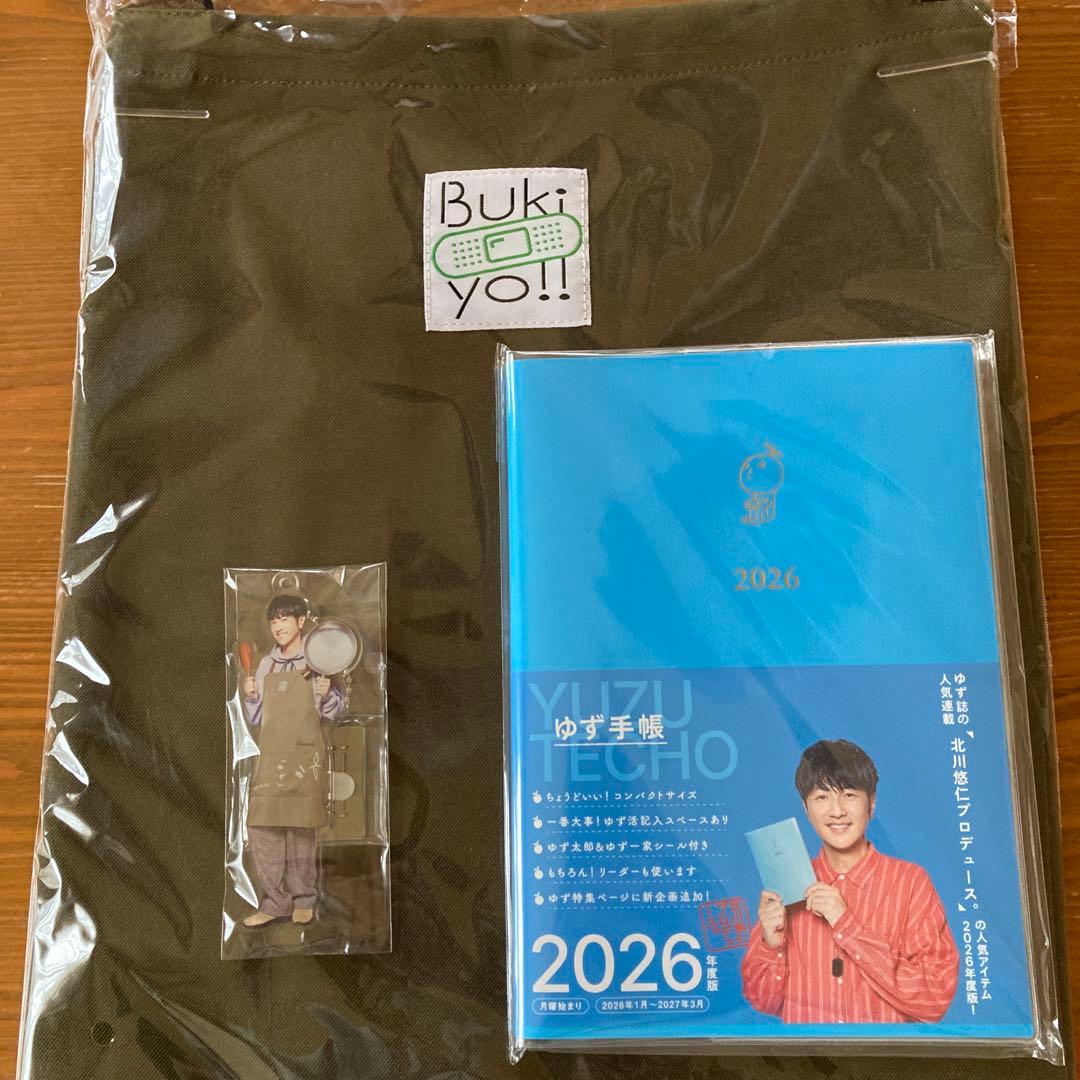 Buki
yo!!
2026
YUZU
TECHO
ゆず手帳
ちょうどいい!コンパクトサイズ
一番大事!ゆず活記入スペースあり
ゆず太郎&ゆず一家シール付き
もちろん!リーダーも使います
ゆず特集ページに新企画追加!
2026年度版
月曜始まり
2026年1月〜2027年3月
ゆず誌の人気連載
"北川悠仁プロデュース。"
の人気アイテム
2026年度版!